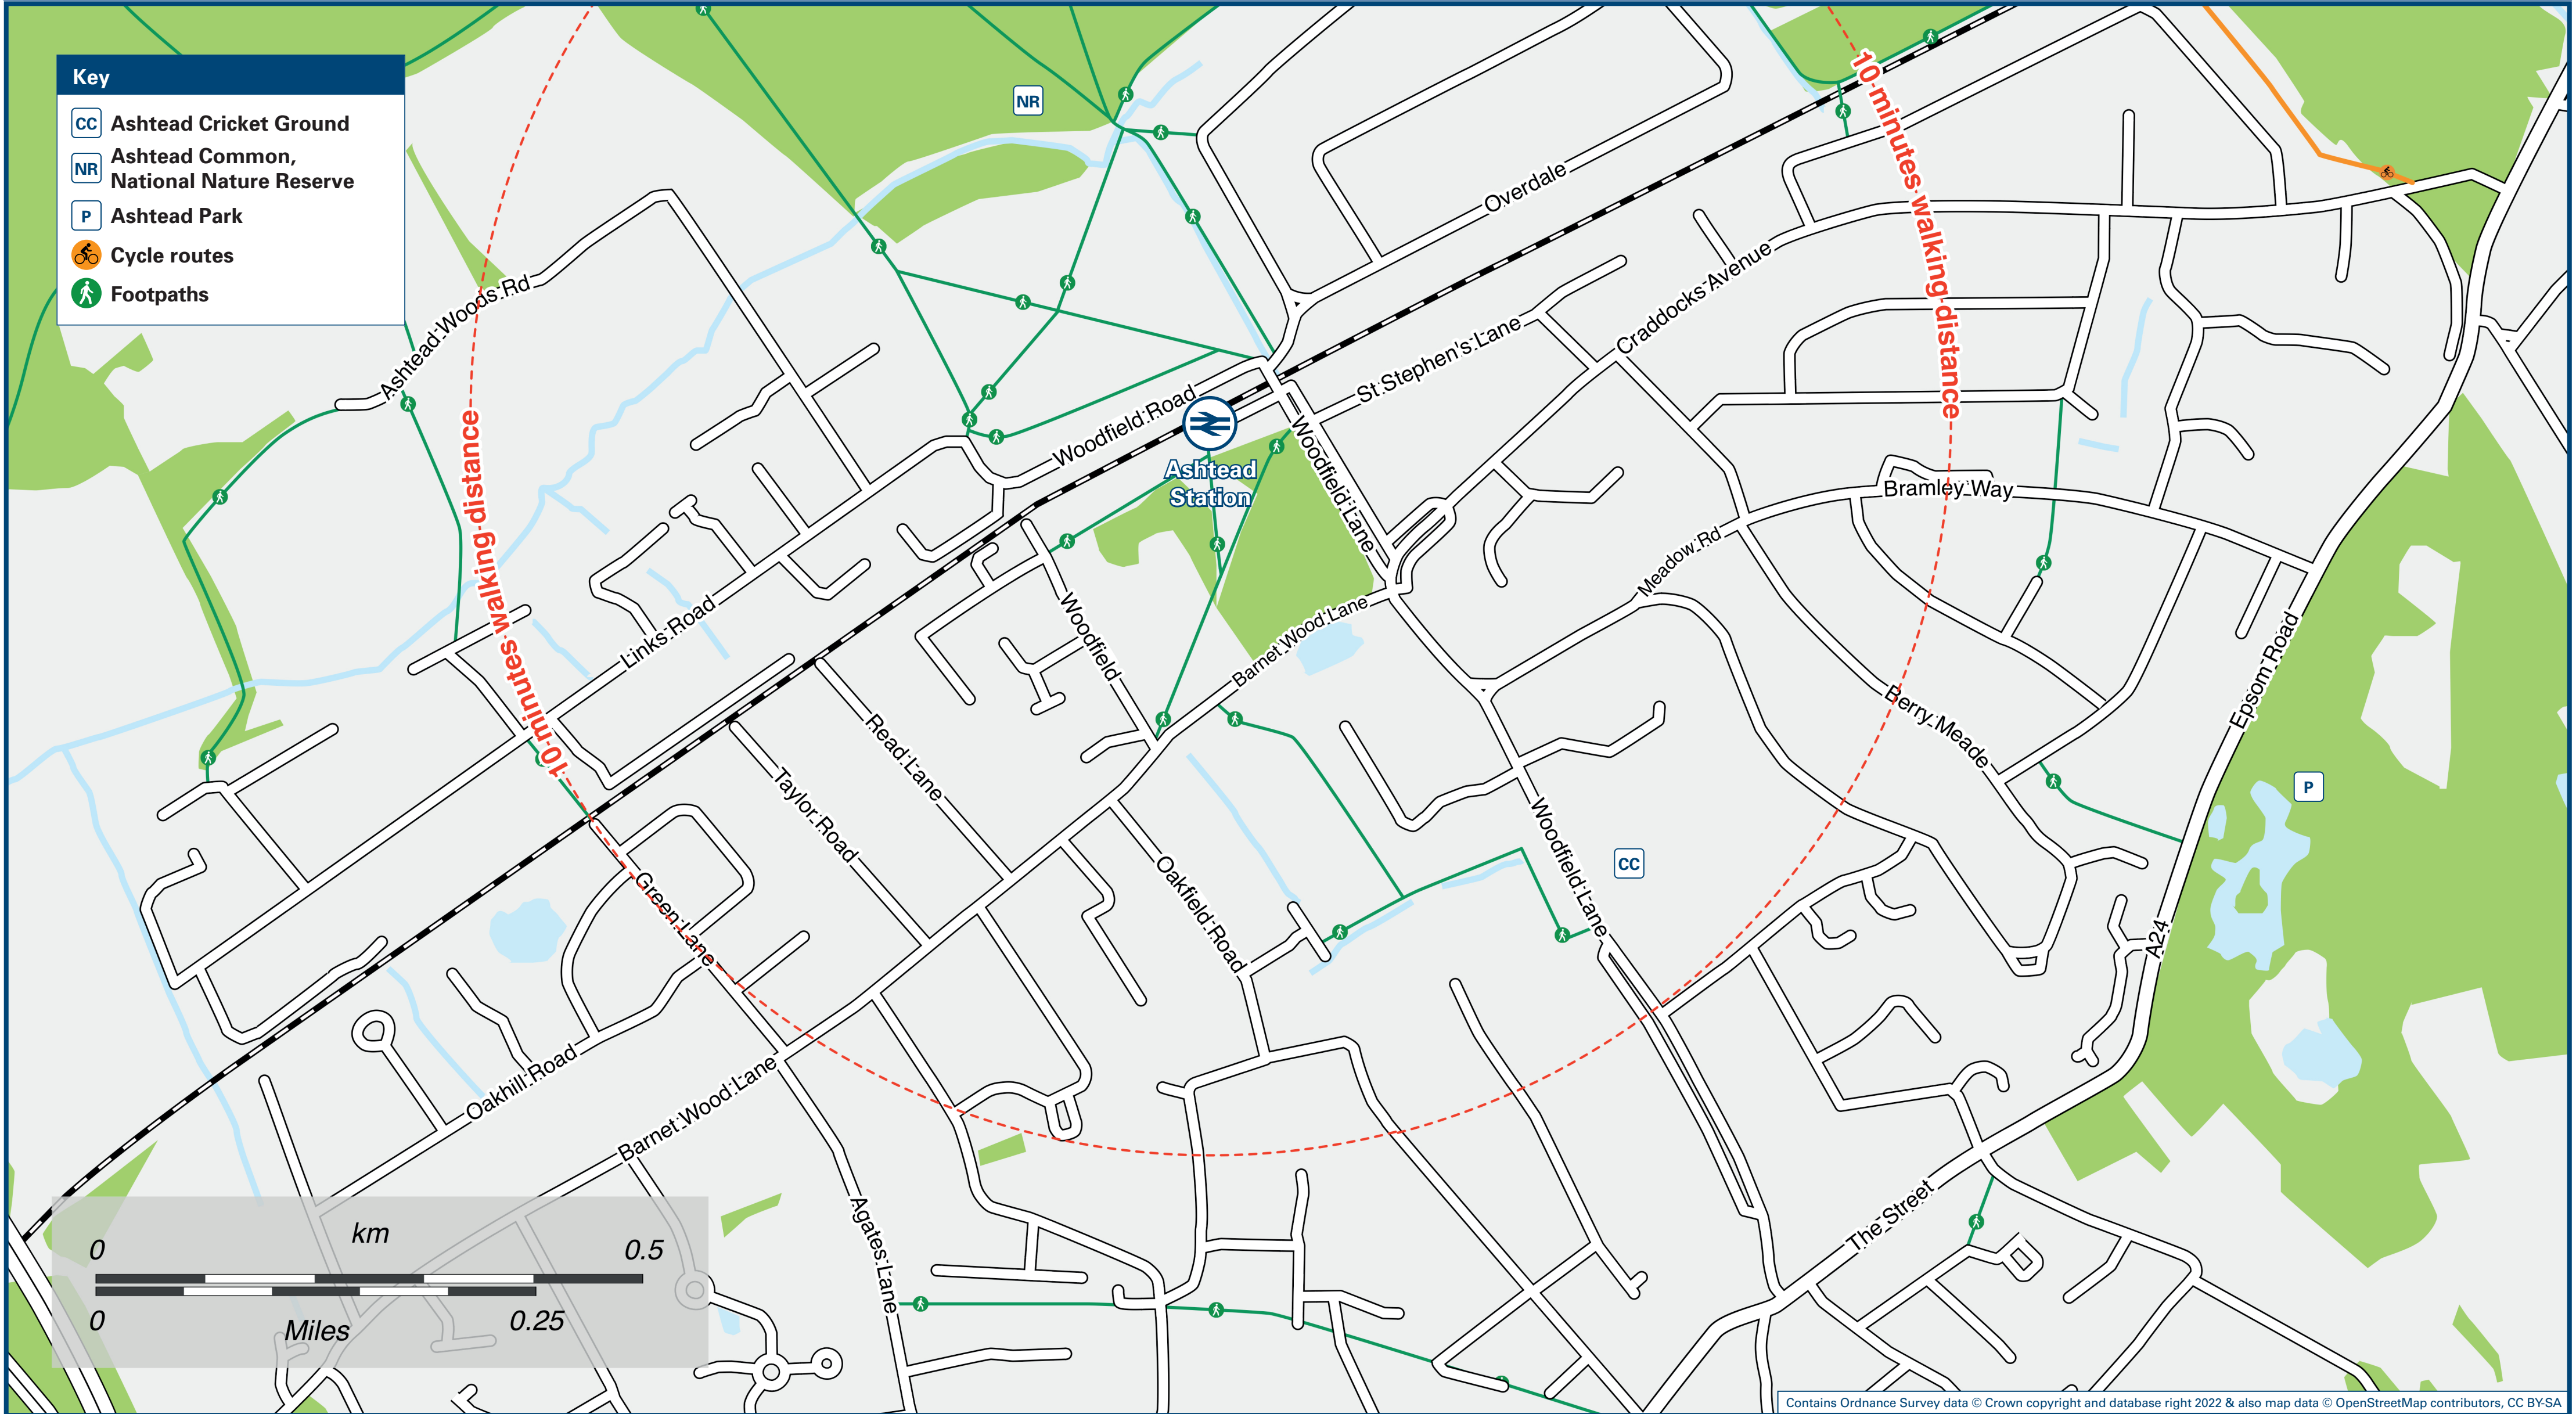 Key
CC Ashtead Cricket Ground
NR Ashtead Common,
National Nature Reserve
P Ashtead Park
Cycle routes
Footpaths
NR
10 minutes walking distance
Overdale
Craddocks Avenue
Ashtead Woods Rd
St Stephen's Lane
Woodfield Road
Ashtead
Station
Woodfield Lane
10 minutes walking distance
Bramley Way
Meadow Rd
Links Road
Woodfield
Barnet Wood Lane
Epsom Road
Berry Meade
Read Lane
Taylor Road
P
Woodfield Lane
CC
Oakfield Road
Green Lane
A24
Oakhill Road
Barnet Wood Lane
Agates Lane
The Street
km
0 0.5
0 0.25
Miles
Contains Ordnance Survey data © Crown copyright and database right 2022 & also map data © OpenStreetMap contributors, CC BY-SA